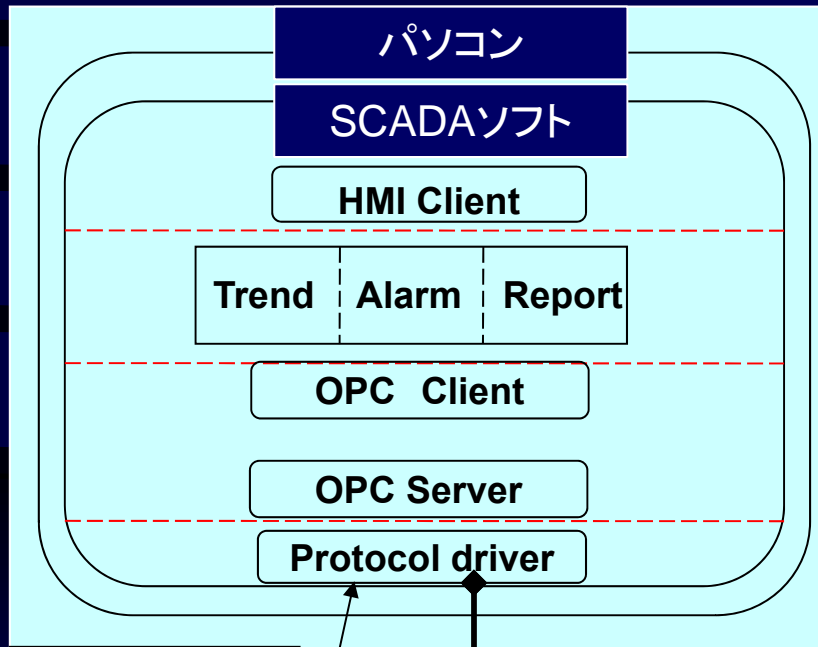 パソコン
SCADAソフト
HMI Client
Trend Alarm Report
OPC Client
OPC Server
Protocol driver